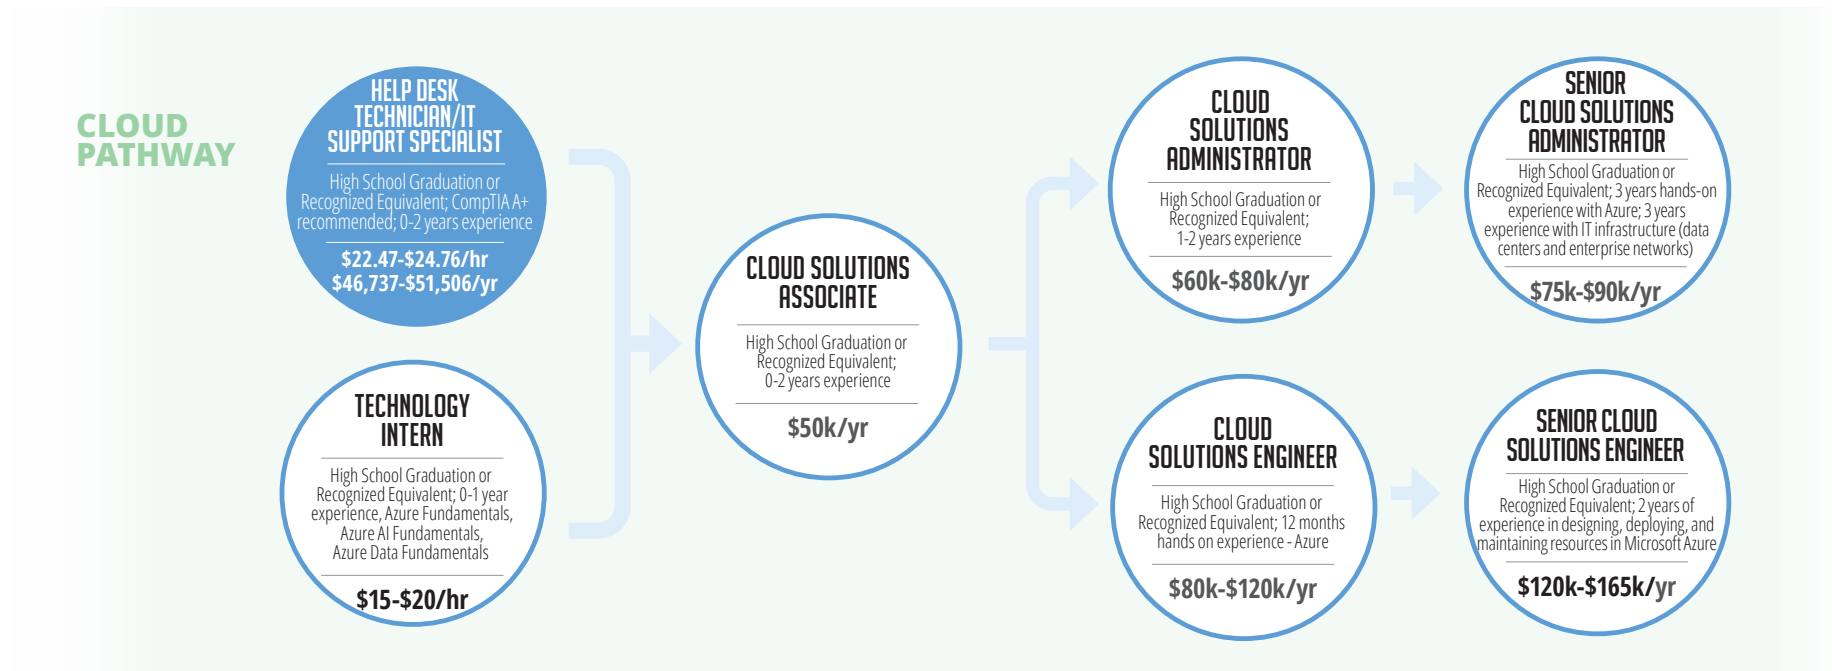 CLOUD
PATHWAY
HELP DESK
TECHNICIAN/IT
SUPPORT SPECIALIST
High School Graduation or
Recognized Equivalent; CompTIA A+
recommended; 0-2 years experience
$22.47-$24.76/hr
$46,737-$51,506/yr
TECHNOLOGY
INTERN
High School Graduation or
Recognized Equivalent; 0-1 year
experience, Azure Fundamentals,
Azure AI Fundamentals,
Azure Data Fundamentals
$15-$20/hr
CLOUD SOLUTIONS
ASSOCIATE
High School Graduation or
Recognized Equivalent;
0-2 years experience
$50k/yr
CLOUD
SOLUTIONS
ADMINISTRATOR
High School Graduation or
Recognized Equivalent;
1-2 years experience
$60k-$80k/yr
SENIOR
CLOUD SOLUTIONS
ADMINISTRATOR
High School Graduation or
Recognized Equivalent; 3 years hands-on
experience with Azure; 3 years
experience with IT infrastructure (data
centers and enterprise networks)
$75k-$90k/yr
CLOUD
SOLUTIONS ENGINEER
High School Graduation or
Recognized Equivalent; 12 months
hands on experience - Azure
$80k-$120k/yr
SENIOR CLOUD
SOLUTIONS ENGINEER
High School Graduation or
Recognized Equivalent; 2 years of
experience in designing, deploying, and
maintaining resources in Microsoft Azure
$120k-$165k/yr